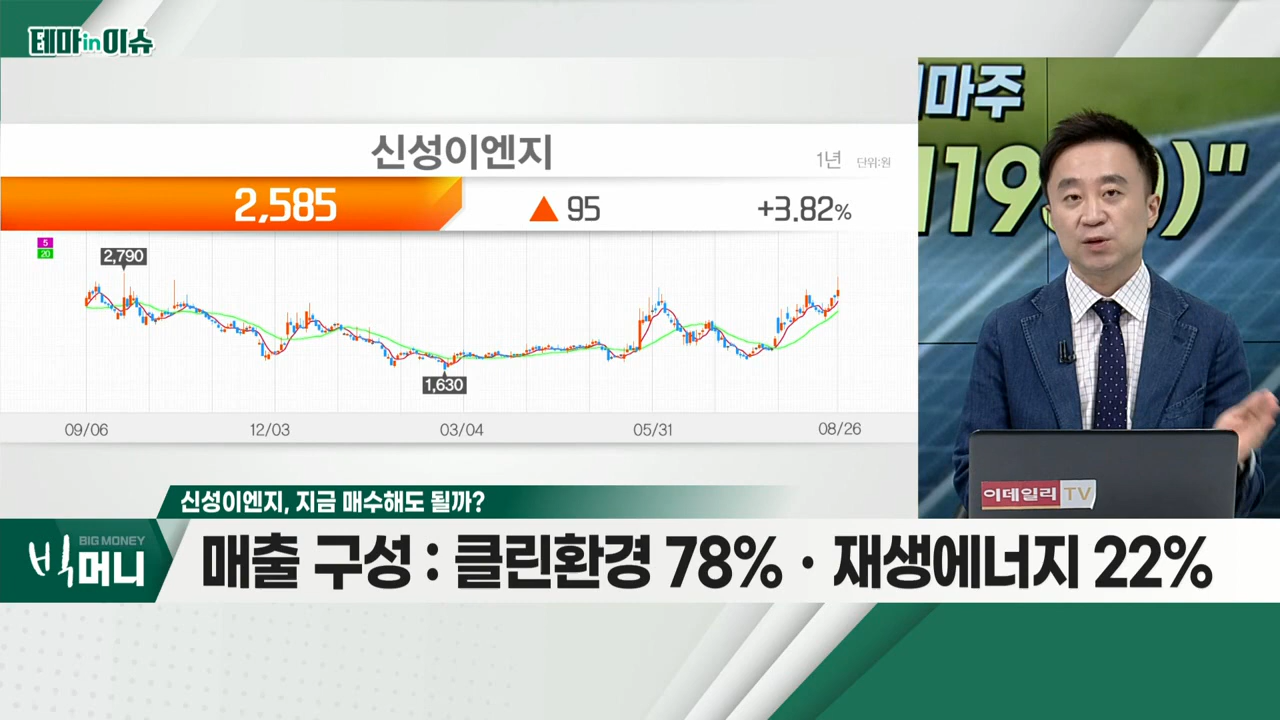 테마in이슈
신성이엔지
1년 단위:원
2,585 ▲ 95 +3.82%
5
20
2,790
1,630
09/06 12/03 03/04 05/31 08/26
마주
이데일리TV
신성이엔지, 지금 매수해도 될까?
BIG MONEY
빅머니
매출 구성 : 클린환경 78% · 재생에너지 22%